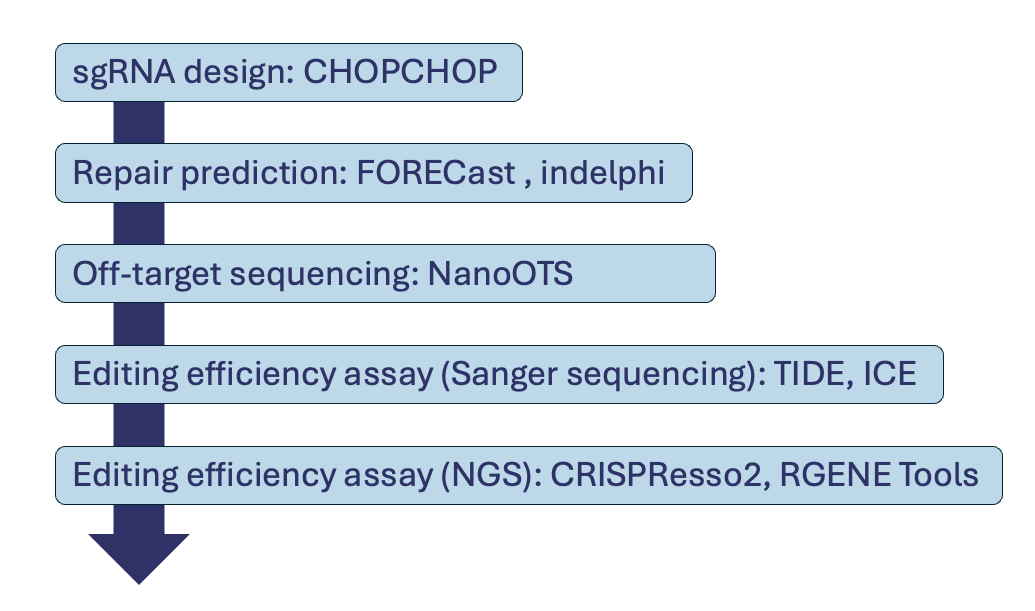 sgRNA design: CHOPCHOP
Repair prediction: FORECast , indelphi
Off-target sequencing: NanoOTS
Editing efficiency assay (Sanger sequencing): TIDE, ICE
Editing efficiency assay (NGS): CRISPResso2, RGENE Tools